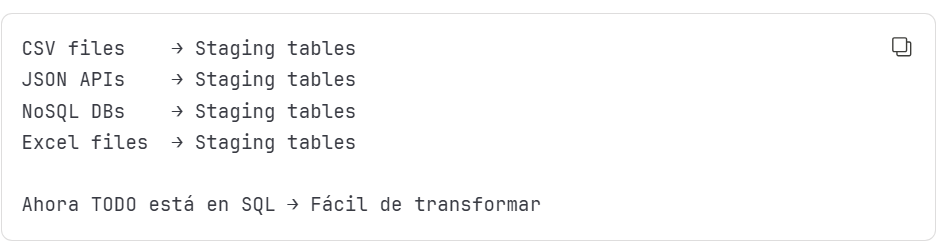 CSV files    → Staging tables
JSON APIs    → Staging tables
NoSQL DBs    → Staging tables
Excel files  → Staging tables
Ahora TODO está en SQL → Fácil de transformar